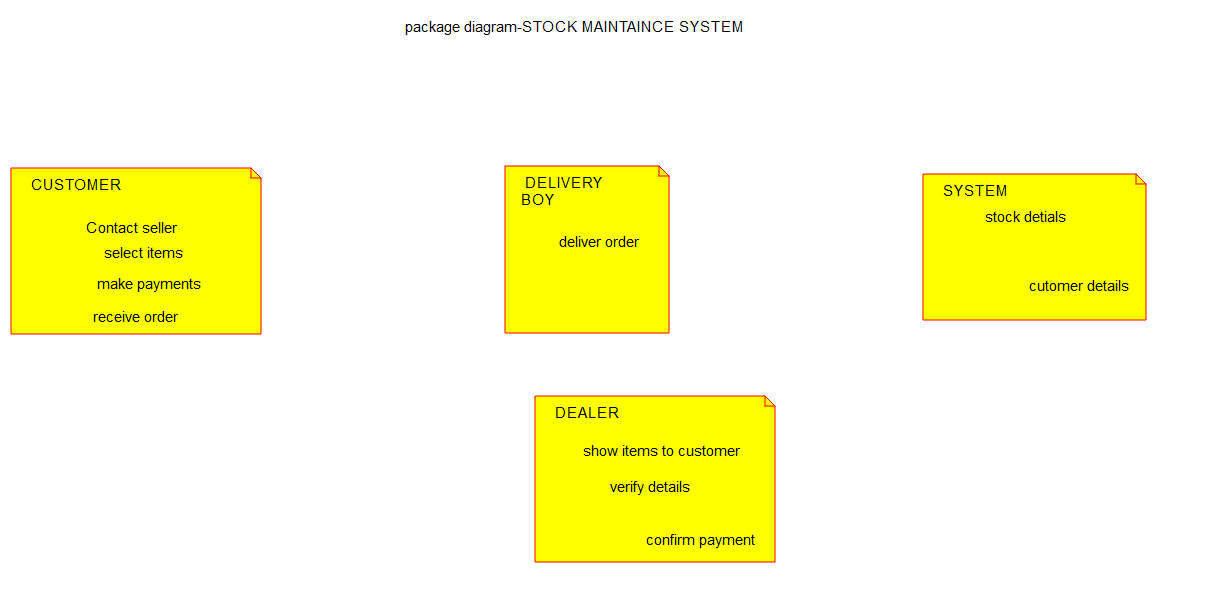 package diagram-STOCK MAINTAINCE SYSTEM
CUSTOMER
Contact seller
select items
make payments
receive order
DELIVERY
BOY
deliver order
SYSTEM
stock detials
cutomer details
DEALER
show items to customer
verify details
confirm payment